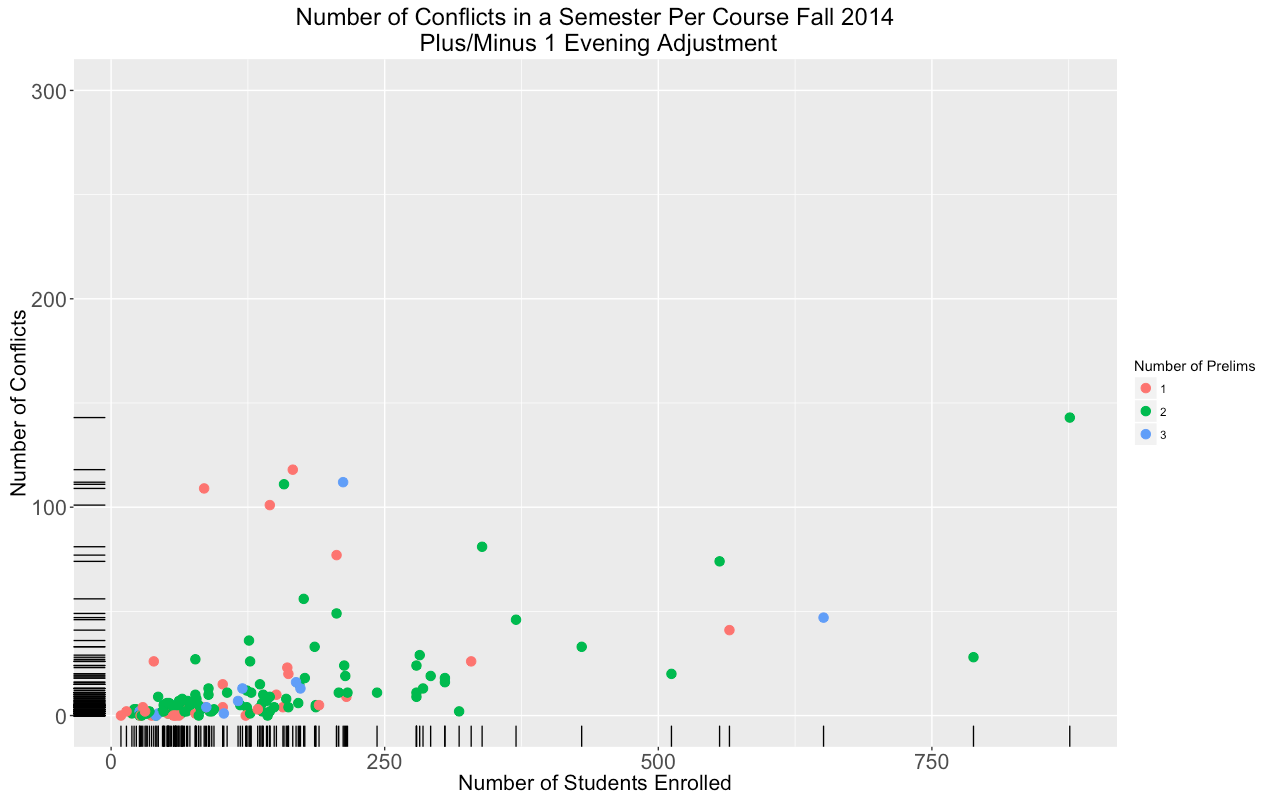 Number of Conflicts in a Semester Per Course Fall 2014
Plus/Minus 1 Evening Adjustment
300
200
100
0
Number of Conflicts
0
250
500
750
Number of Students Enrolled
Number of Prelims
1
2
3